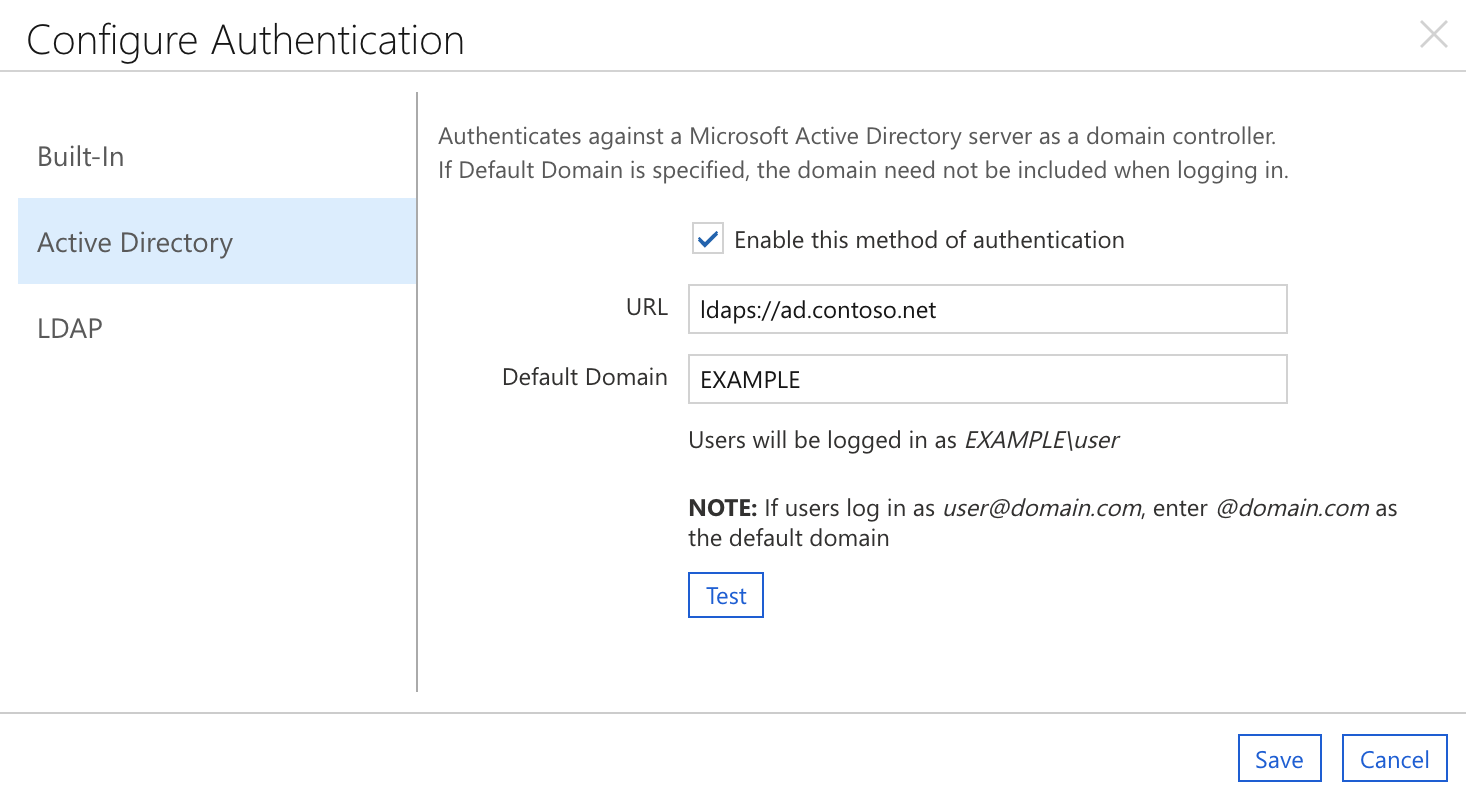 Configure Authentication
Built-In
Active Directory
LDAP
Authenticates against a Microsoft Active Directory server as a domain controller.
If Default Domain is specified, the domain need not be included when logging in.
Enable this method of authentication
URL ldaps://ad.contoso.net
Default Domain EXAMPLE
Users will be logged in as EXAMPLE\user
NOTE: If users log in as user@domain.com, enter @domain.com as
the default domain
Test
Save Cancel